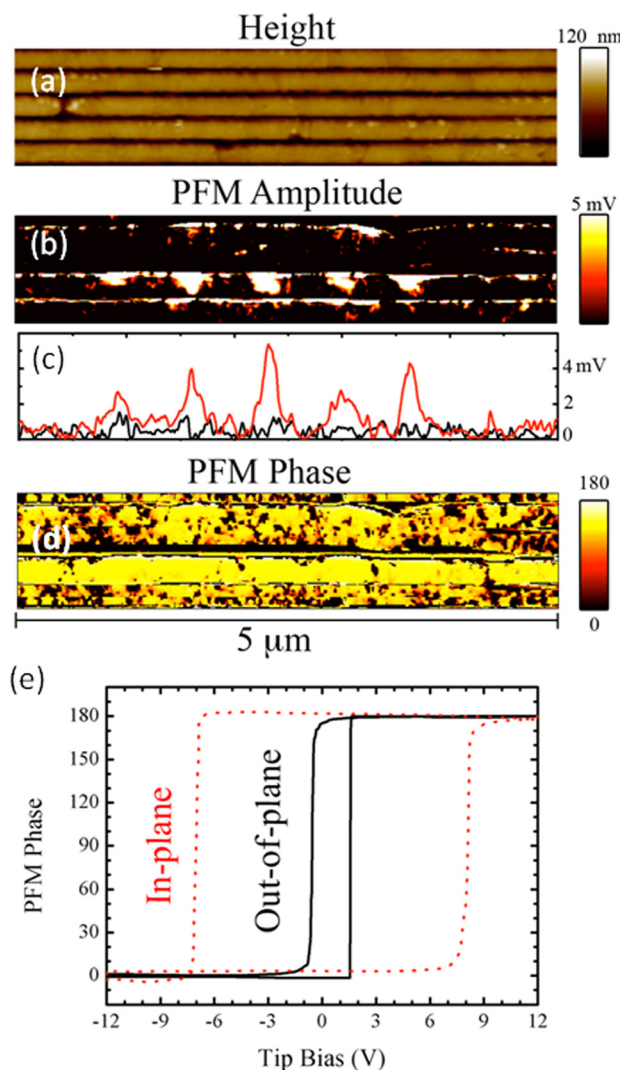 Height
(a)
120 nm
PFM Amplitude
(b)
5 mV
(c)
4 mV
2
0
PFM Phase
(d)
180
0
5 μm
(e)
180
150
120
90
60
30
0
PFM Phase
In-plane
Out-of-plane
-12 -9 -6 -3 0 3 6 9 12
Tip Bias (V)